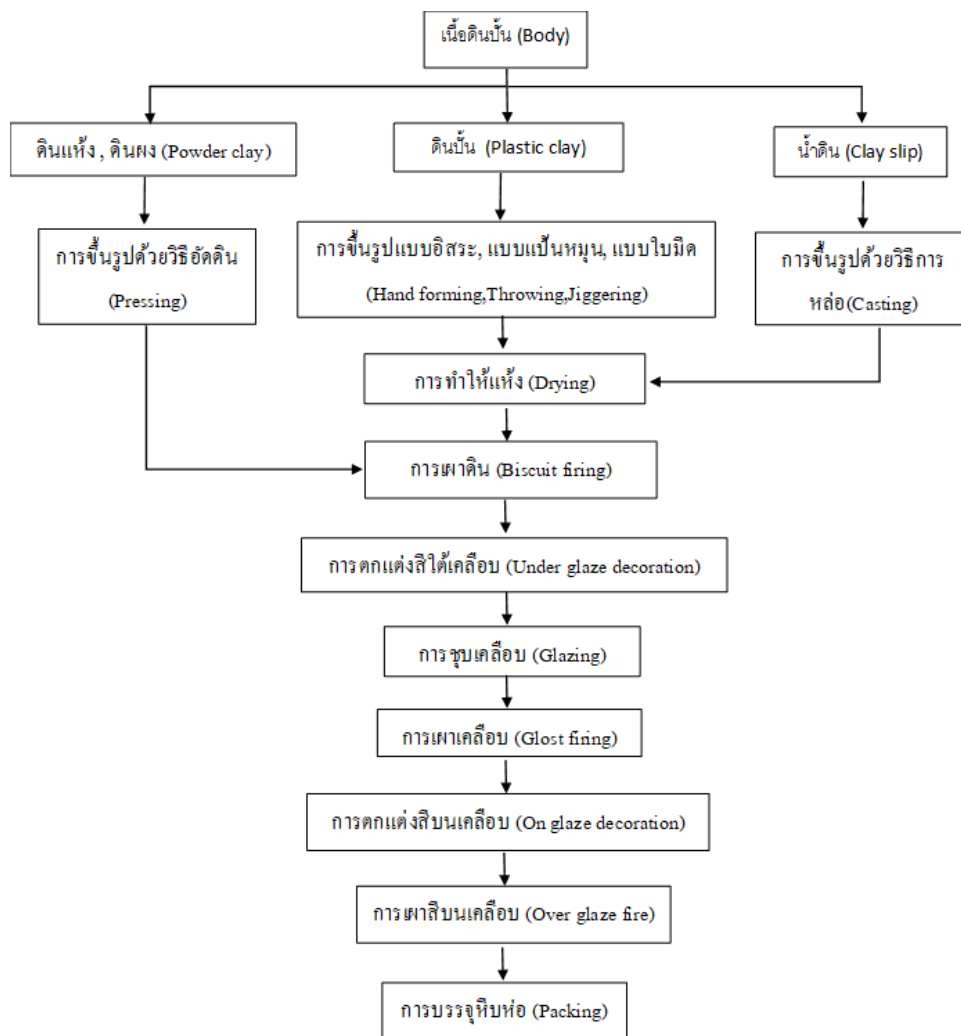 เนื้อดินปั้น (Body)
ดินแห้ง , ดินผง (Powder clay)
ดินปั้น (Plastic clay)
น้ำดิน (Clay slip)
การขึ้นรูปด้วยวิธีอัดดิน
(Pressing)
การขึ้นรูปแบบอิสระ, แบบแป้นหมุน, แบบใบมีด
(Hand forming,Throwing,Jiggering)
การขึ้นรูปด้วยวิธีการ
หล่อ(Casting)
การทำให้แห้ง (Drying)
การเผาดิน (Biscuit firing)
การตกแต่งสีใต้เคลือบ (Under glaze decoration)
การชุบเคลือบ (Glazing)
การเผาเคลือบ (Glost firing)
การตกแต่งสีบนเคลือบ (On glaze decoration)
การเผาสีบนเคลือบ (Over glaze fire)
การบรรจุหีบห่อ (Packing)